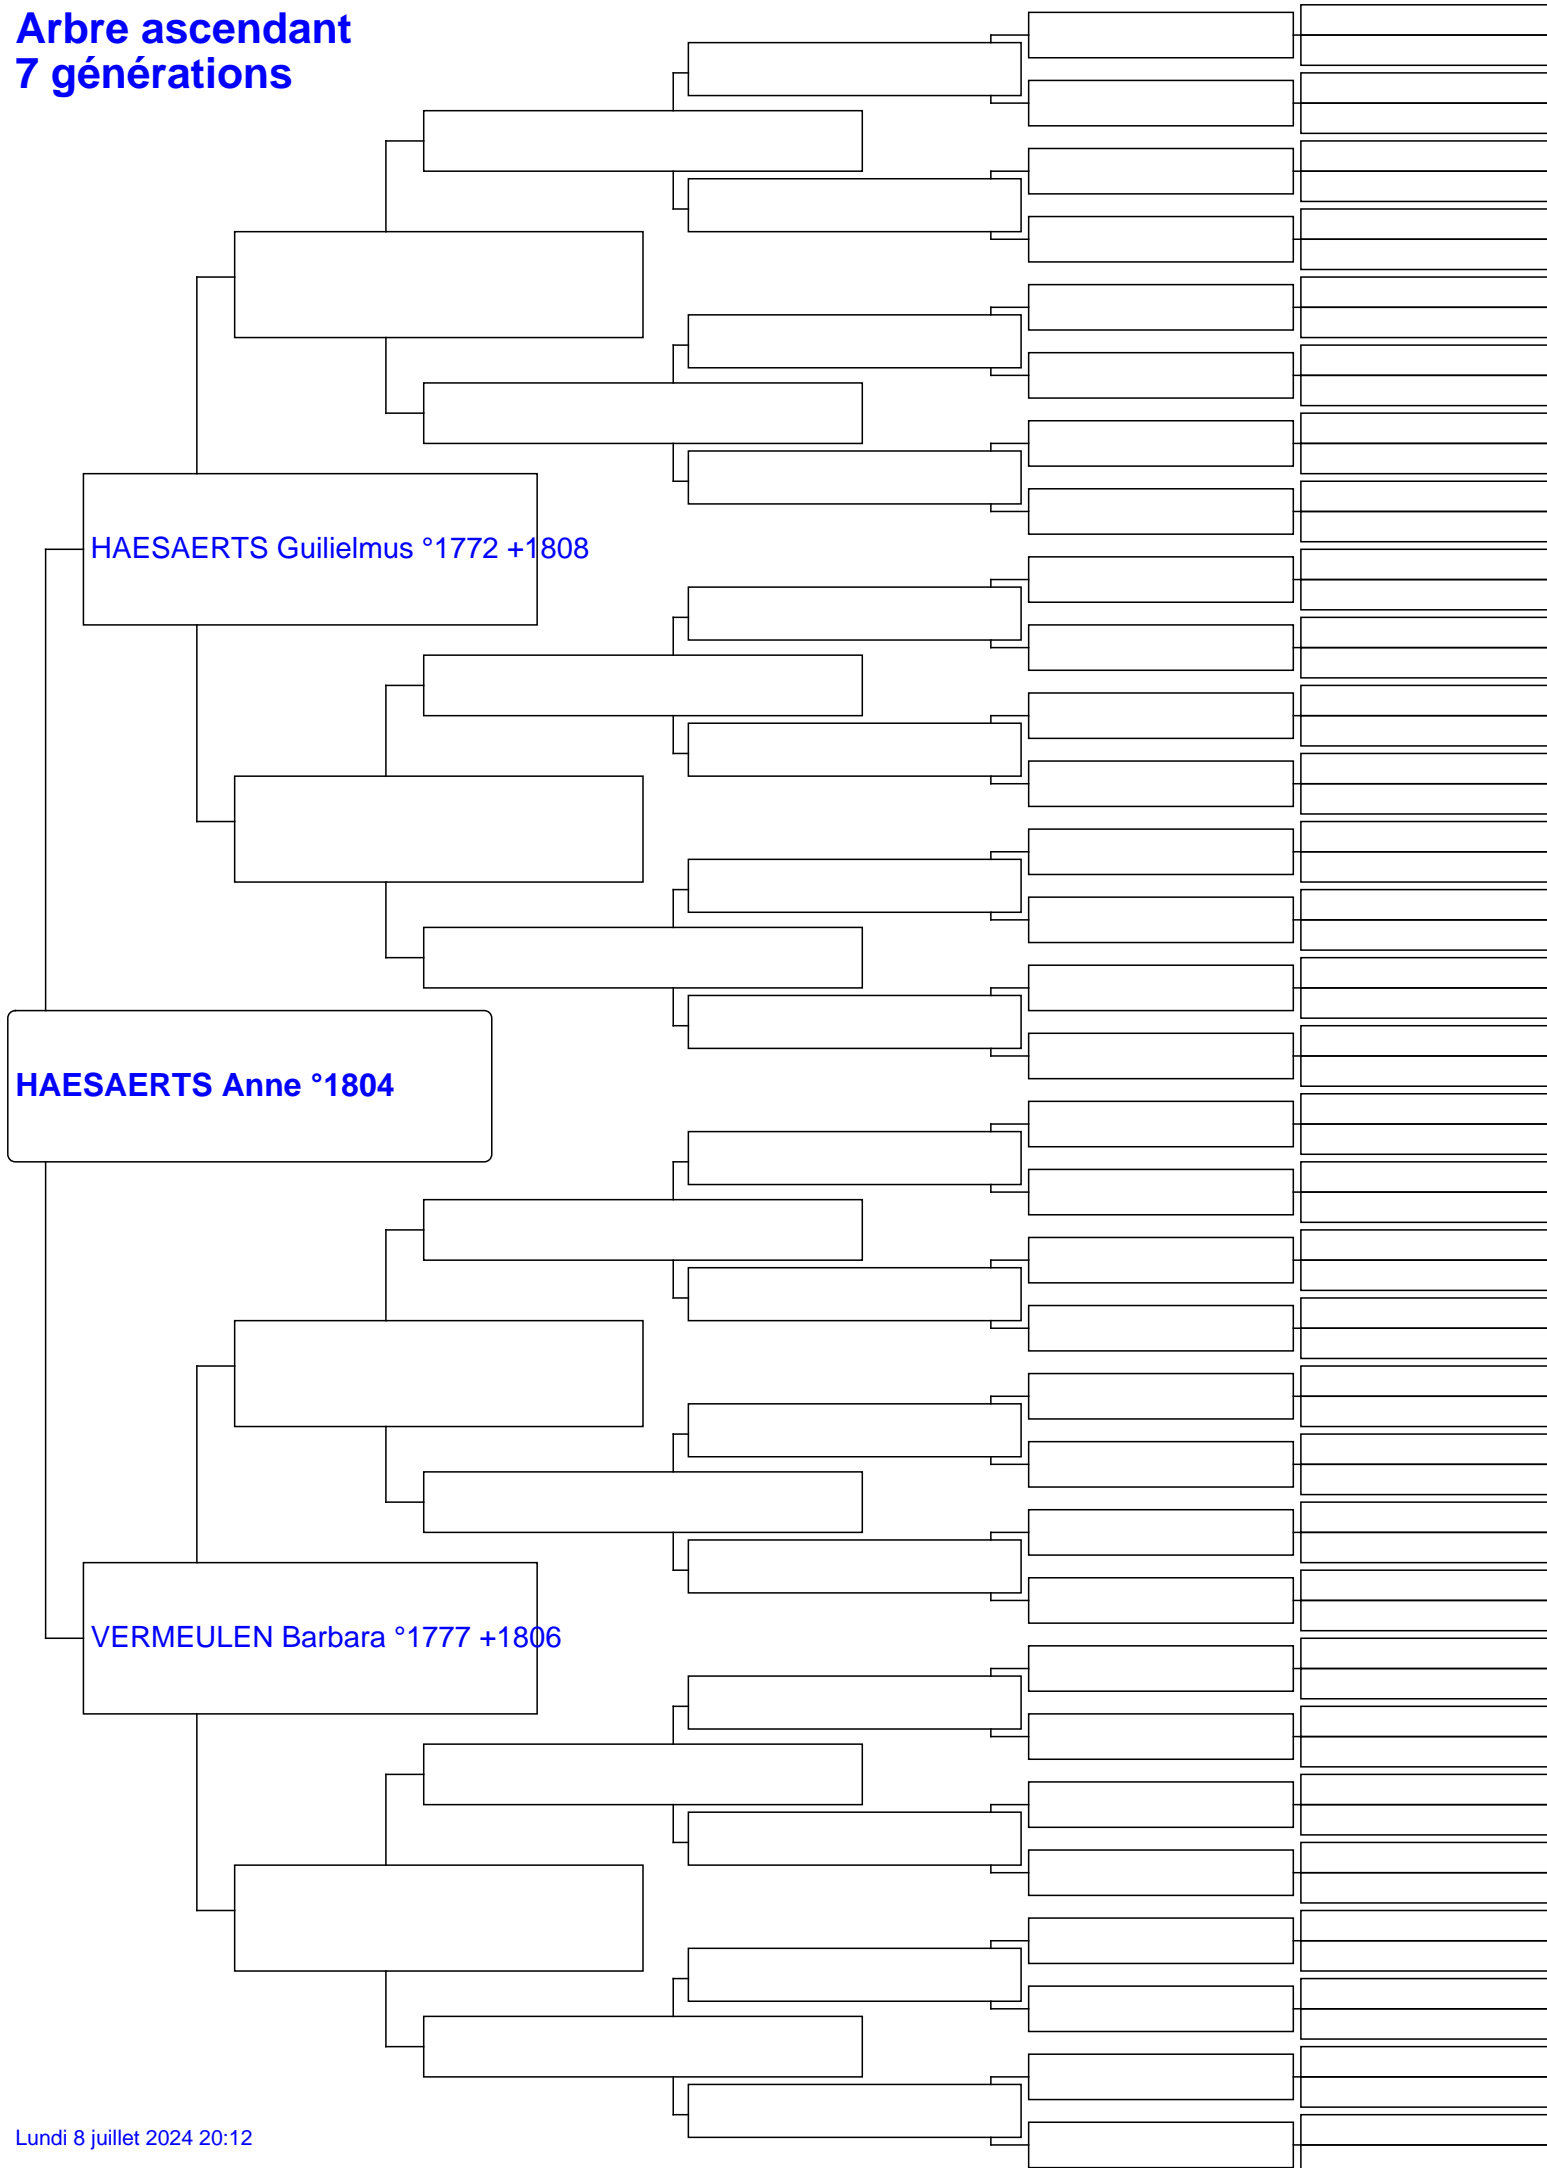 Arbre ascendant
7 générations
HAESAERTS Guilielmus °1772 +1808
HAESAERTS Anne °1804
VERMEULEN Barbara °1777 +1806
Lundi 8 juillet 2024 20:12